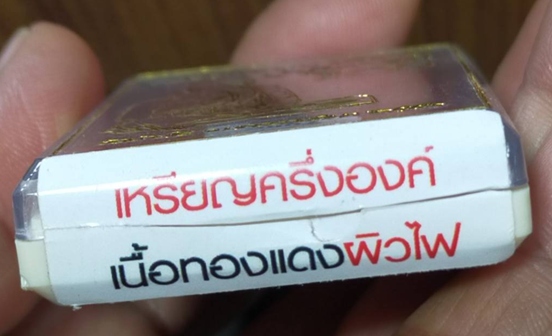 เหรียญครึ่งองค์
เนื้อทองแดงผิวไฟ